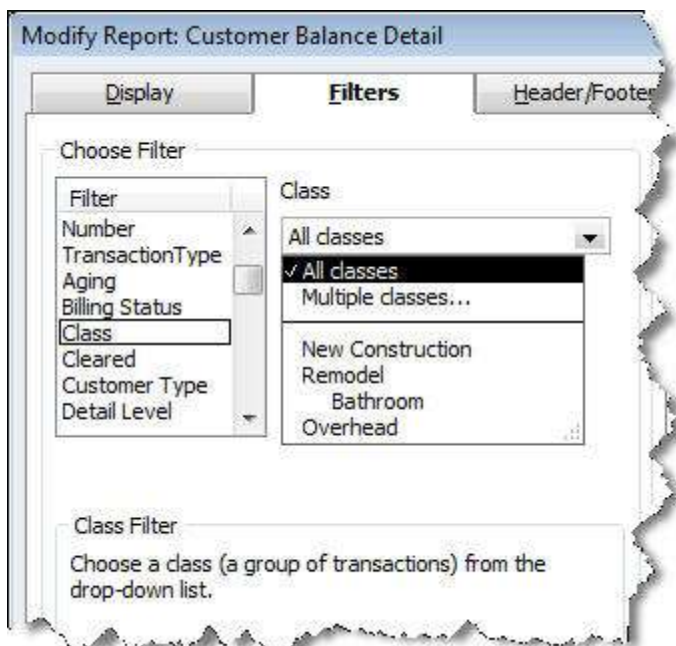 Modify Report: Customer Balance Detail
Display Filters Header/Footer
Choose Filter
Filter
Number
TransactionType
Aging
Billing Status
Class
Cleared
Customer Type
Detail Level
Class
All classes
✓ All classes
Multiple classes...
New Construction
Remodel
Bathroom
Overhead
Class Filter
Choose a class (a group of transactions) from the
drop-down list.